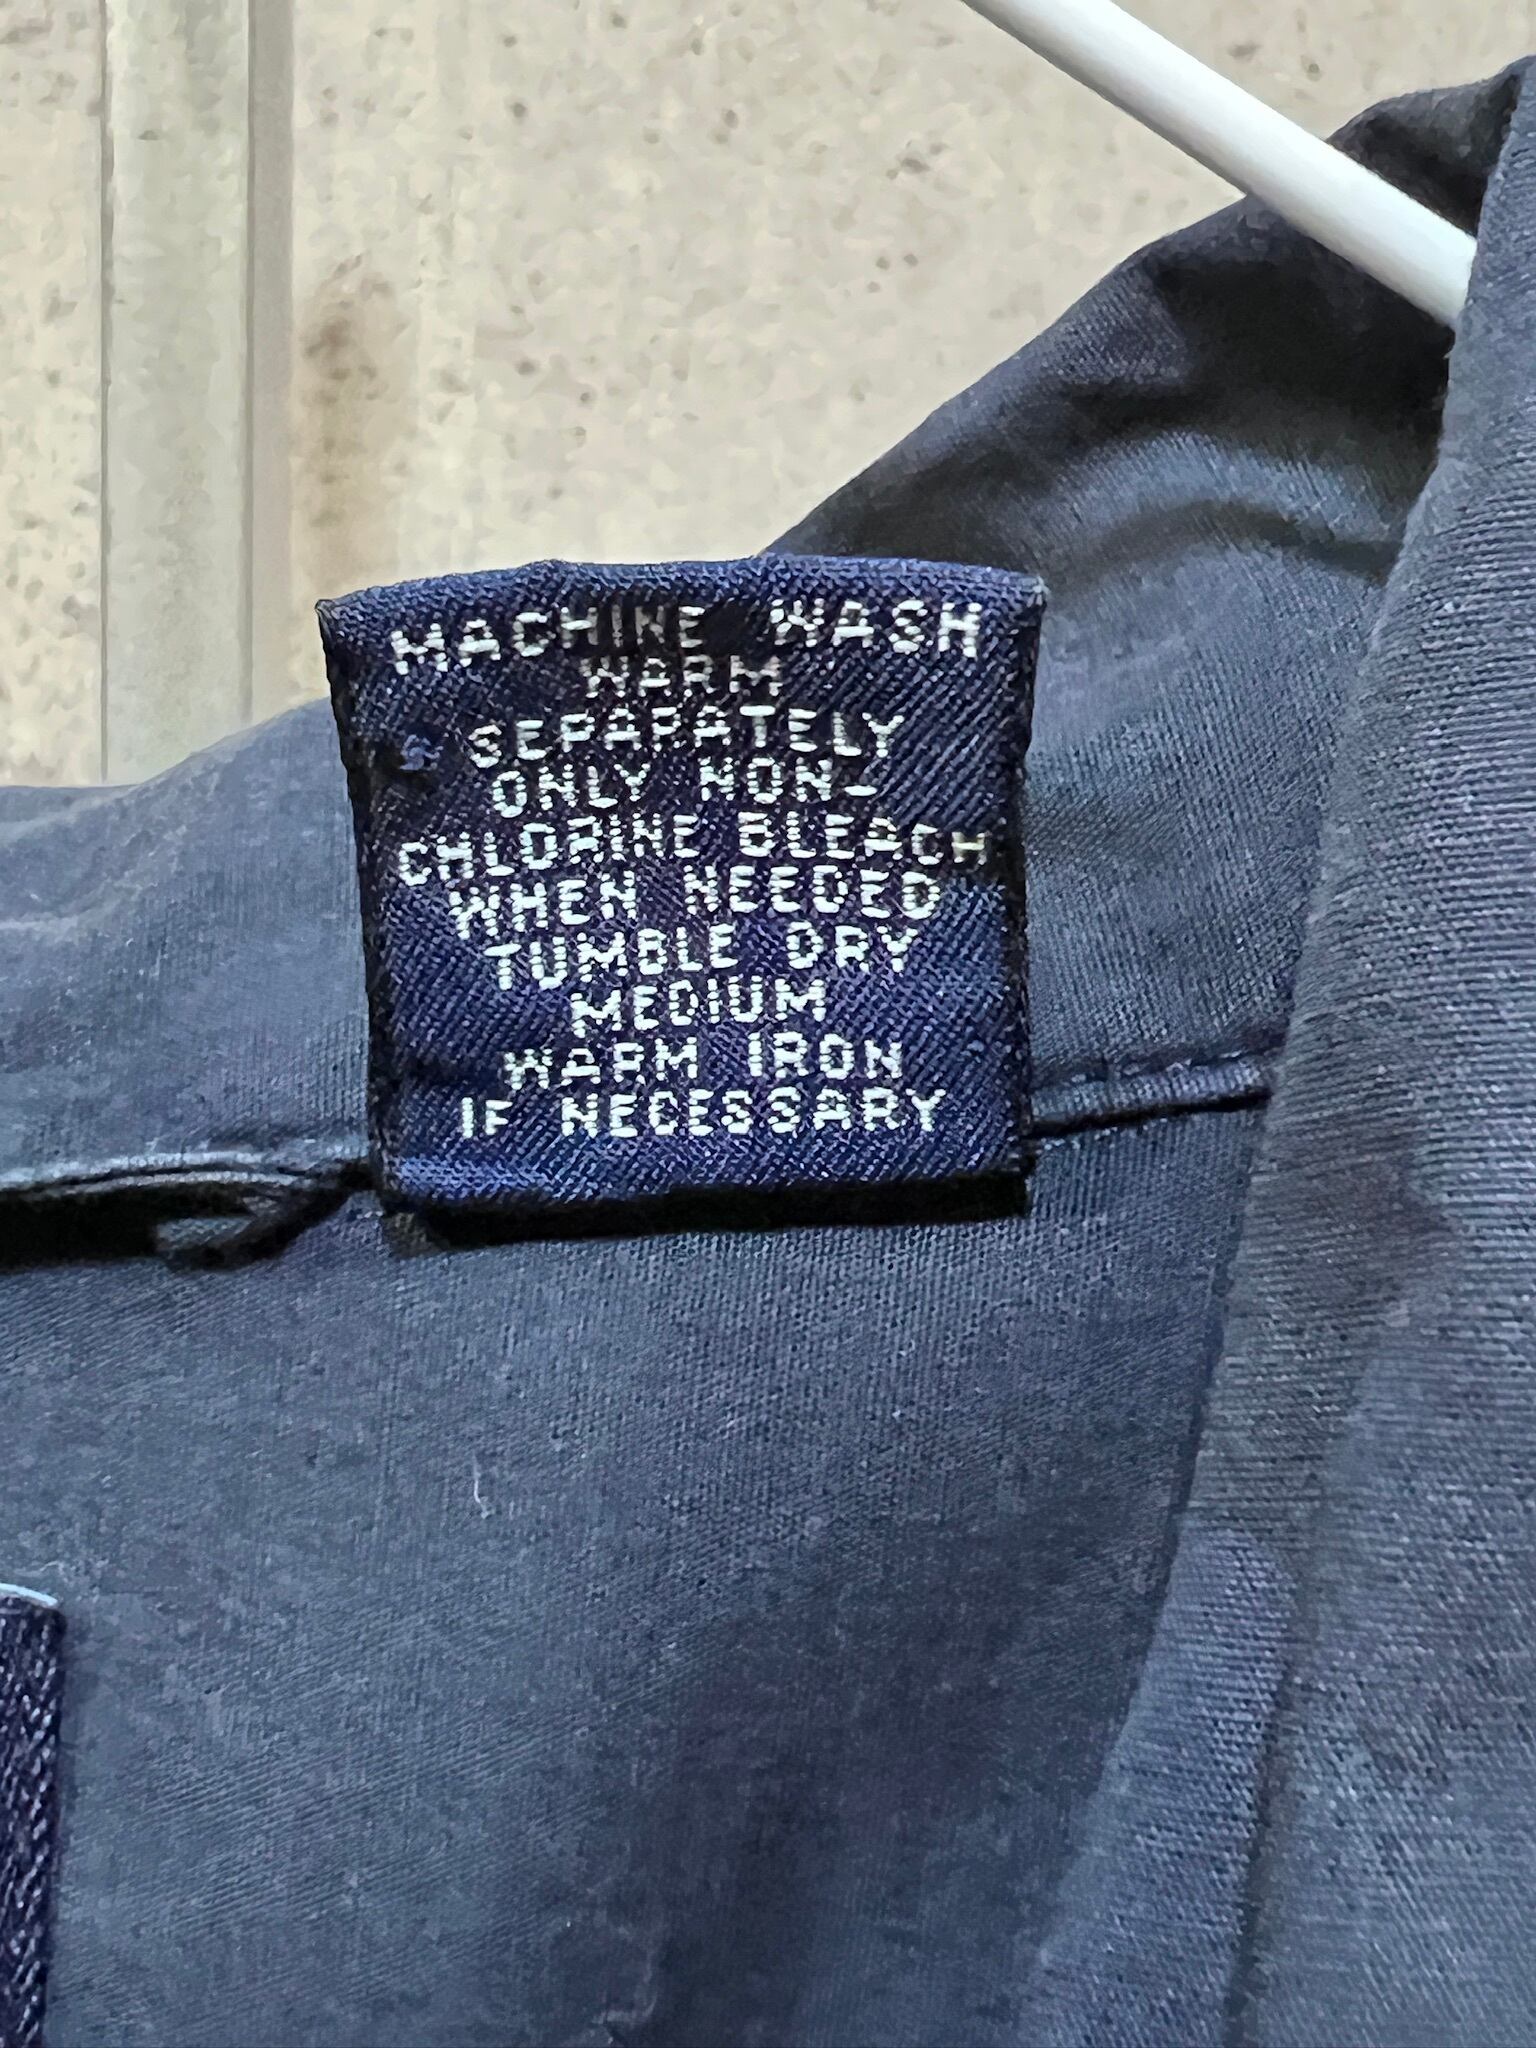 MACHINE WASH
WARM
SEPARATELY
ONLY NON-
CHLORINE BLEACH
WHEN NEEDED
TUMBLE DRY
MEDIUM
WARM IRON
IF NECESSARY